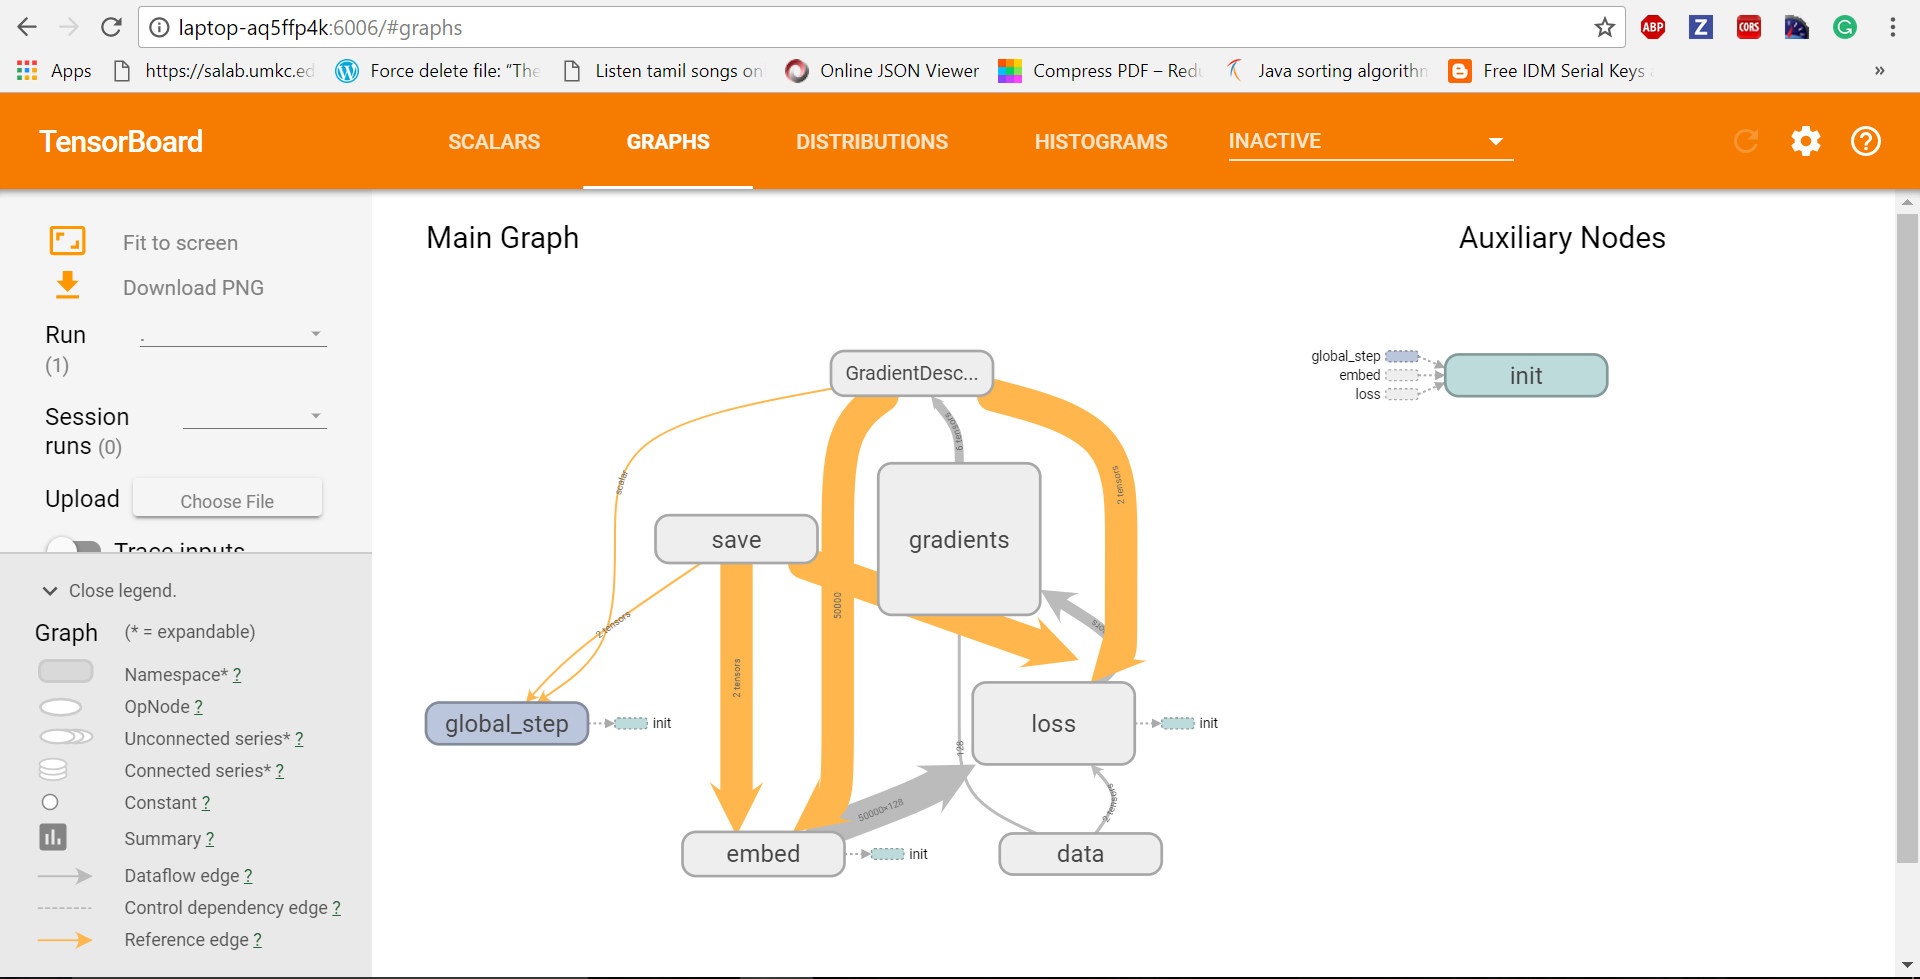 laptop-aq5ffp4k:6006/#graphs
ABP
Z
CORS
G
Apps
https://salab.umkc.ed
Force delete file: “The
Listen tamil songs on
Online JSON Viewer
Compress PDF – Redu
Java sorting algorithm
Free IDM Serial Keys a
»
TensorBoard
SCALARS
GRAPHS
DISTRIBUTIONS
HISTOGRAMS
INACTIVE
Fit to screen
Download PNG
Run
(1)
.
Session
runs (0)
Upload
Choose File
Trace inputs
Close legend.
Graph (* = expandable)
Namespace* ?
OpNode ?
Unconnected series* ?
Connected series* ?
Constant ?
Summary ?
Dataflow edge ?
Control dependency edge ?
Reference edge ?
Main Graph
Auxiliary Nodes
GradientDesc...
6 tensors
scalar
2 tensors
save
gradients
50000
2 tensors
2 tensors
global_step
init
loss
init
128
50000×128
2 tensors
embed
init
data
global_step
embed
loss
init